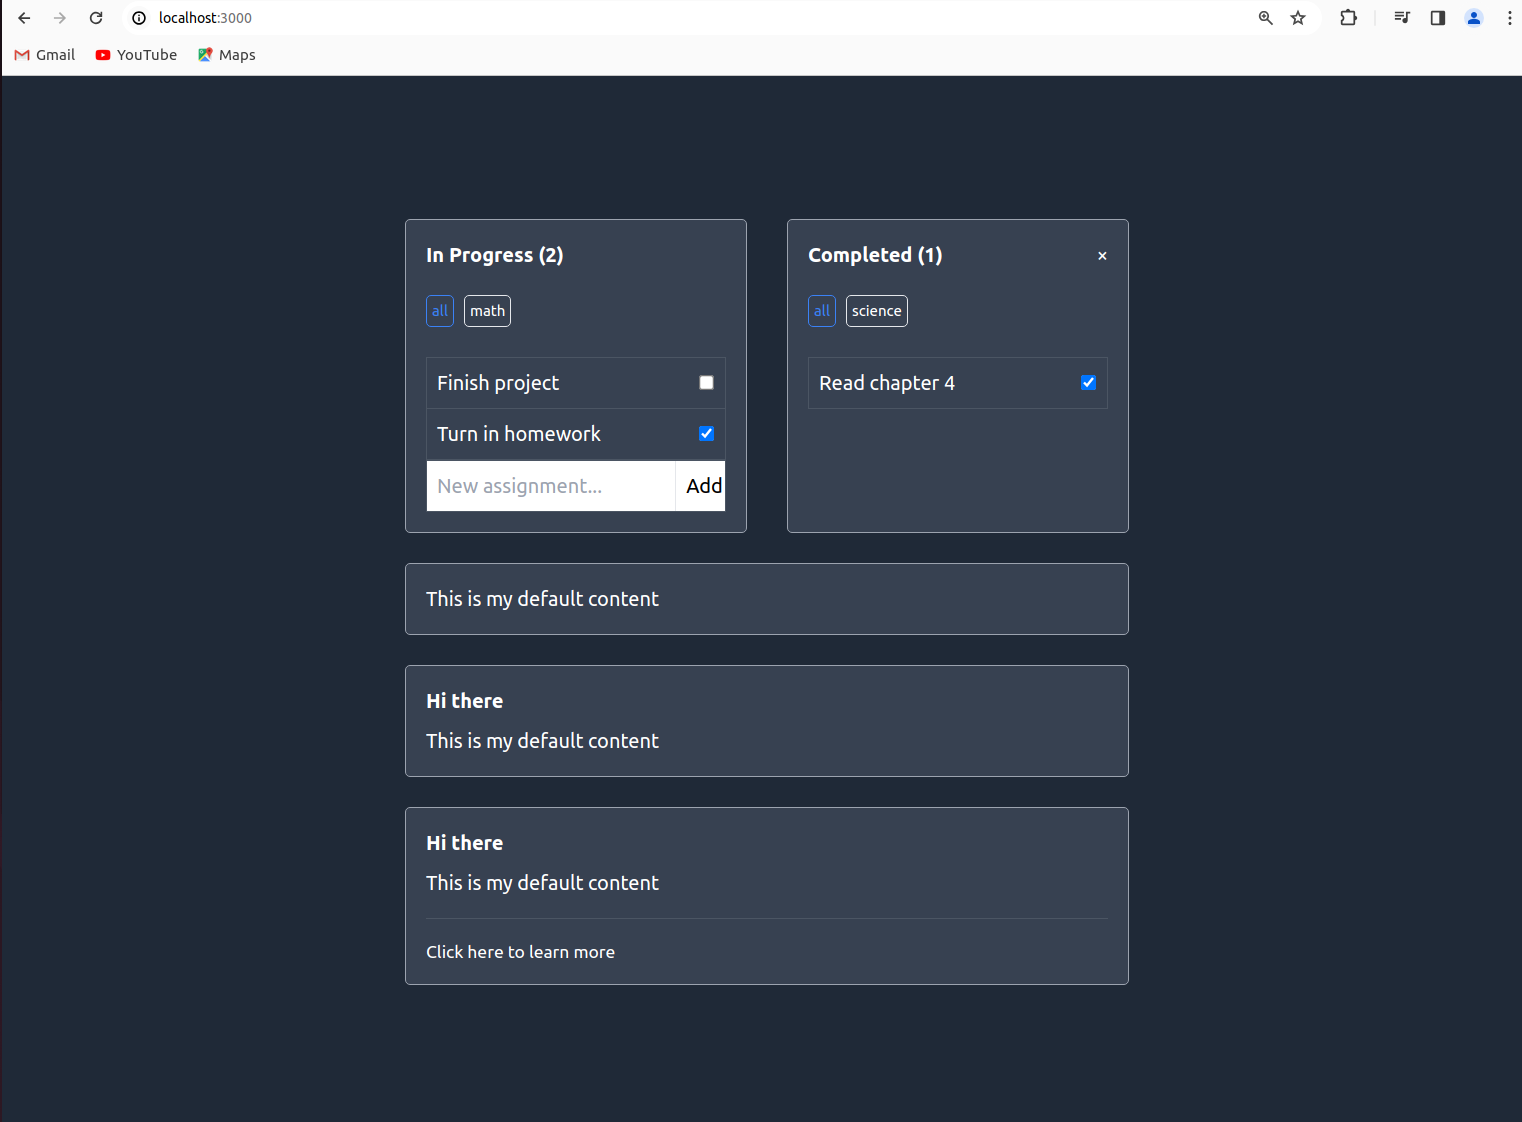 localhost:3000
Gmail YouTube Maps
In Progress (2)
all math
Finish project
Turn in homework
New assignment... Add
Completed (1) ×
all science
Read chapter 4
This is my default content
Hi there
This is my default content
Hi there
This is my default content
Click here to learn more